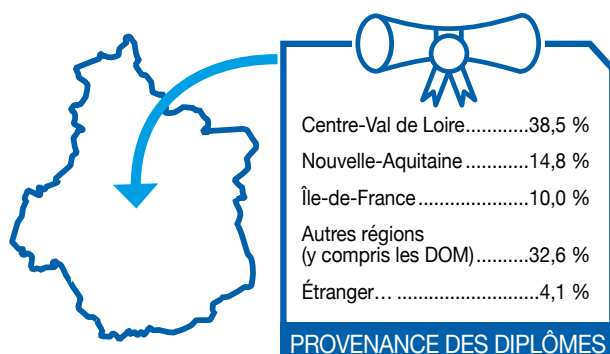 Centre-Val de Loire............38,5 %
Nouvelle-Aquitaine ...........14,8 %
Île-de-France ...................10,0 %
Autres régions
(y compris les DOM)..........32,6 %
Étranger… ..........................4,1 %
PROVENANCE DES DIPLÔMES